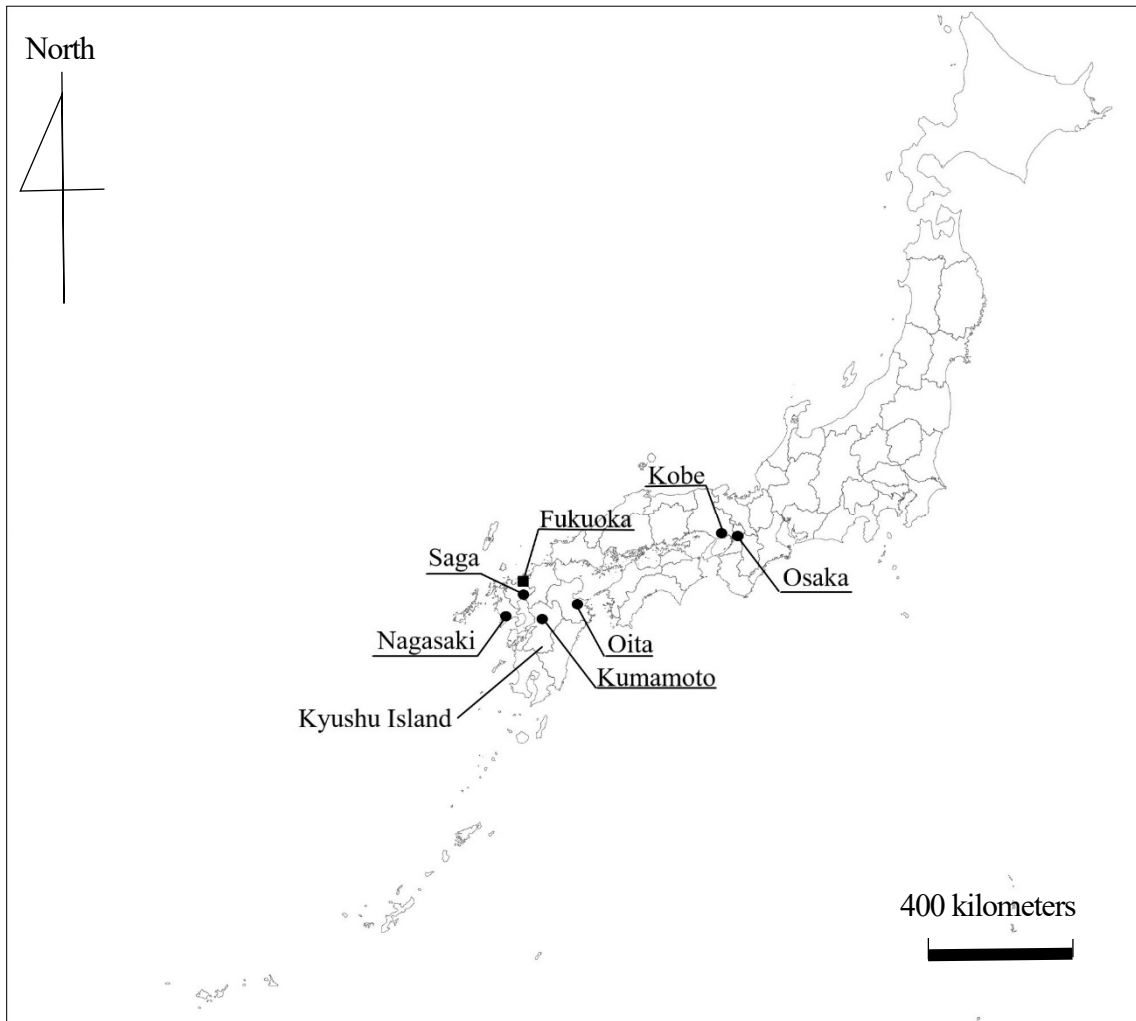 North
Kobe
Fukuoka
Saga
Osaka
Nagasaki
Oita
Kumamoto
Kyushu Island
400 kilometers